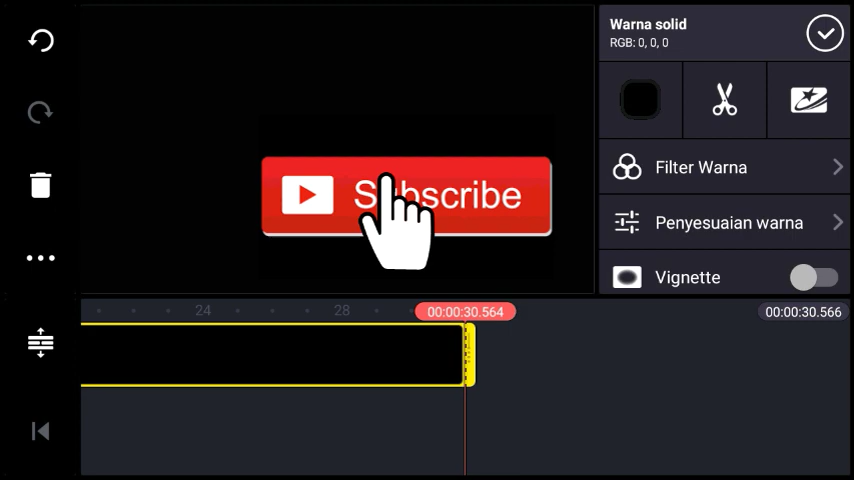 Warna solid
RGB: 0, 0, 0
Subscribe
Filter Warna
Penyesuaian warna
Vignette
24
28
00:00:30.564
00:00:30.566